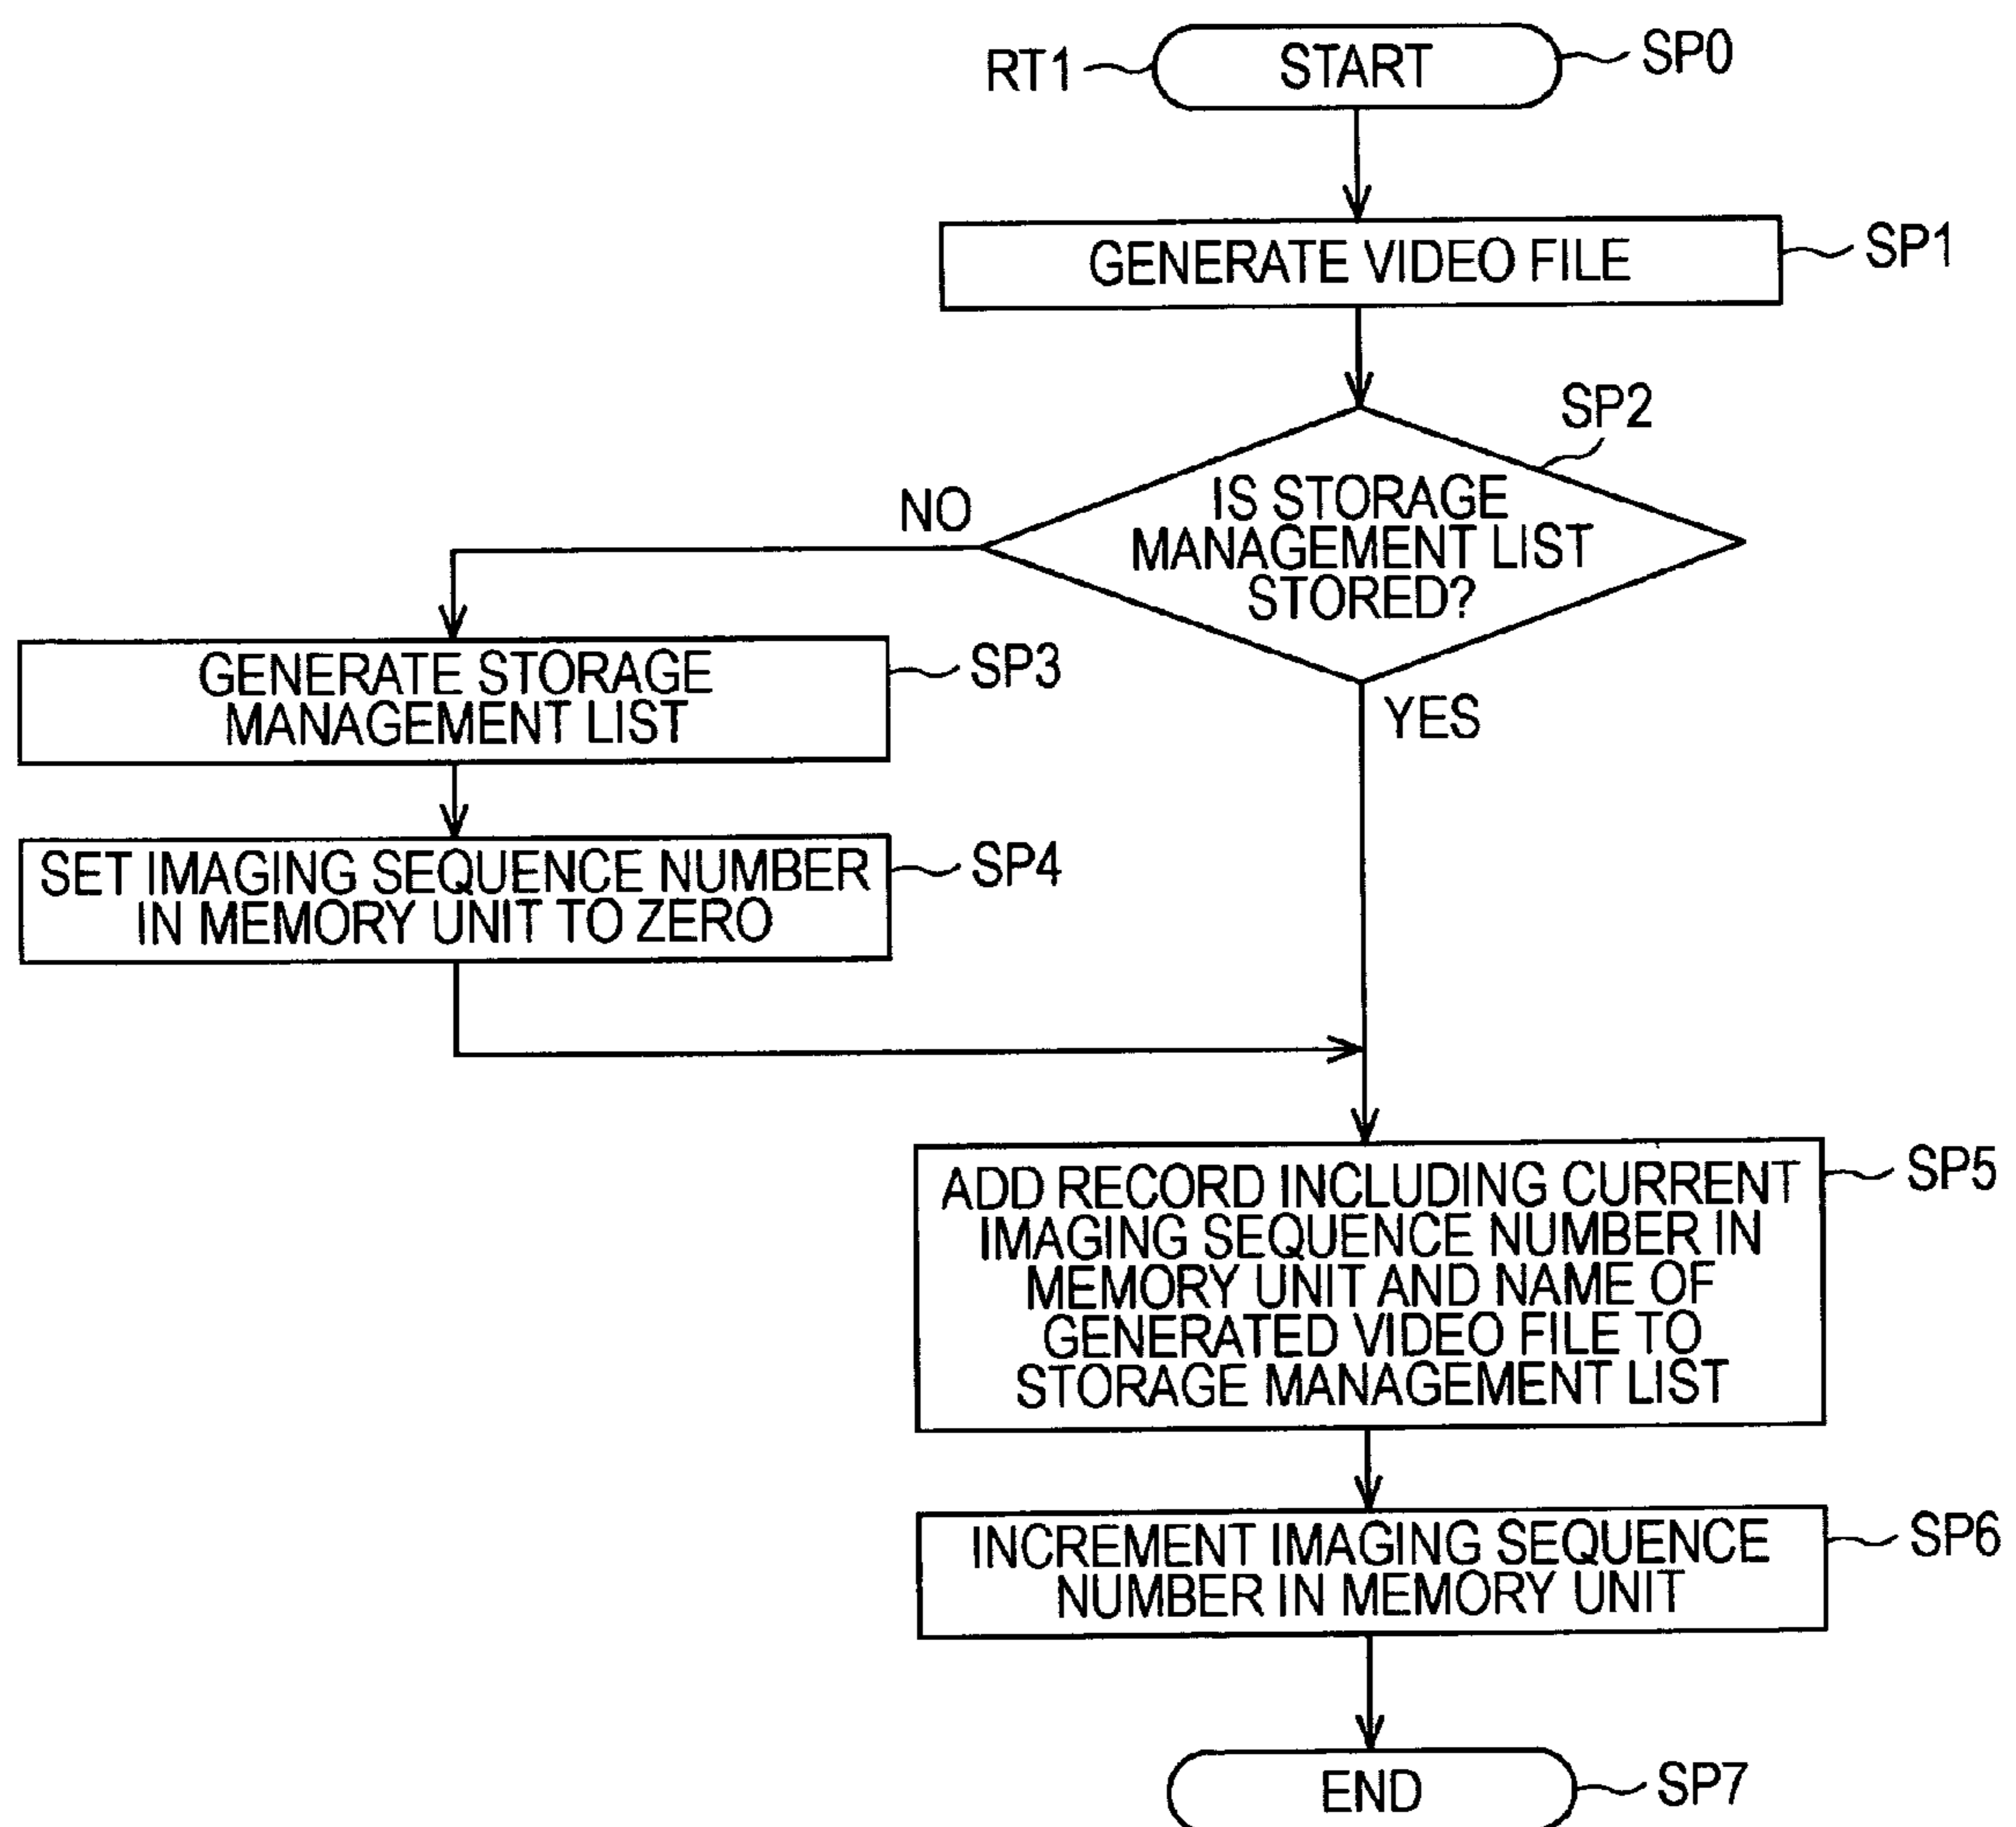 RT1
START
SP0
GENERATE VIDEO FILE
SP1
SP2
IS STORAGE
MANAGEMENT LIST
STORED?
NO
YES
GENERATE STORAGE
MANAGEMENT LIST
SP3
SET IMAGING SEQUENCE NUMBER
IN MEMORY UNIT TO ZERO
SP4
ADD RECORD INCLUDING CURRENT
IMAGING SEQUENCE NUMBER IN
MEMORY UNIT AND NAME OF
GENERATED VIDEO FILE TO
STORAGE MANAGEMENT LIST
SP5
INCREMENT IMAGING SEQUENCE
NUMBER IN MEMORY UNIT
SP6
END
SP7